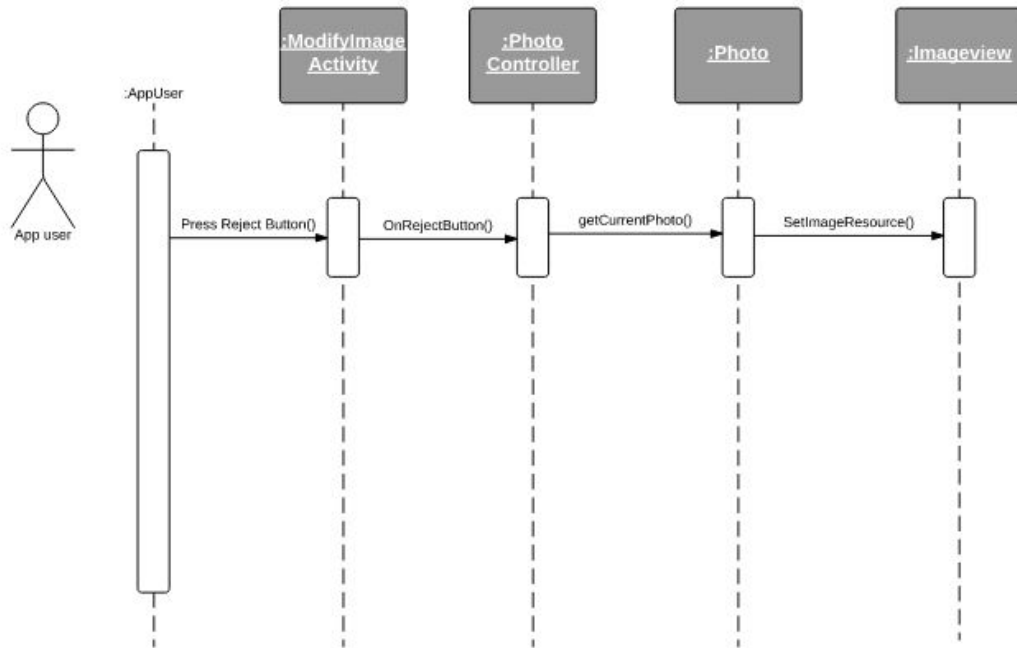 :ModifyImage
Activity
:Photo
Controller
:Photo
:Imageview
:AppUser
App user
Press Reject Button()
OnRejectButton()
getCurrentPhoto()
SetImageResource()